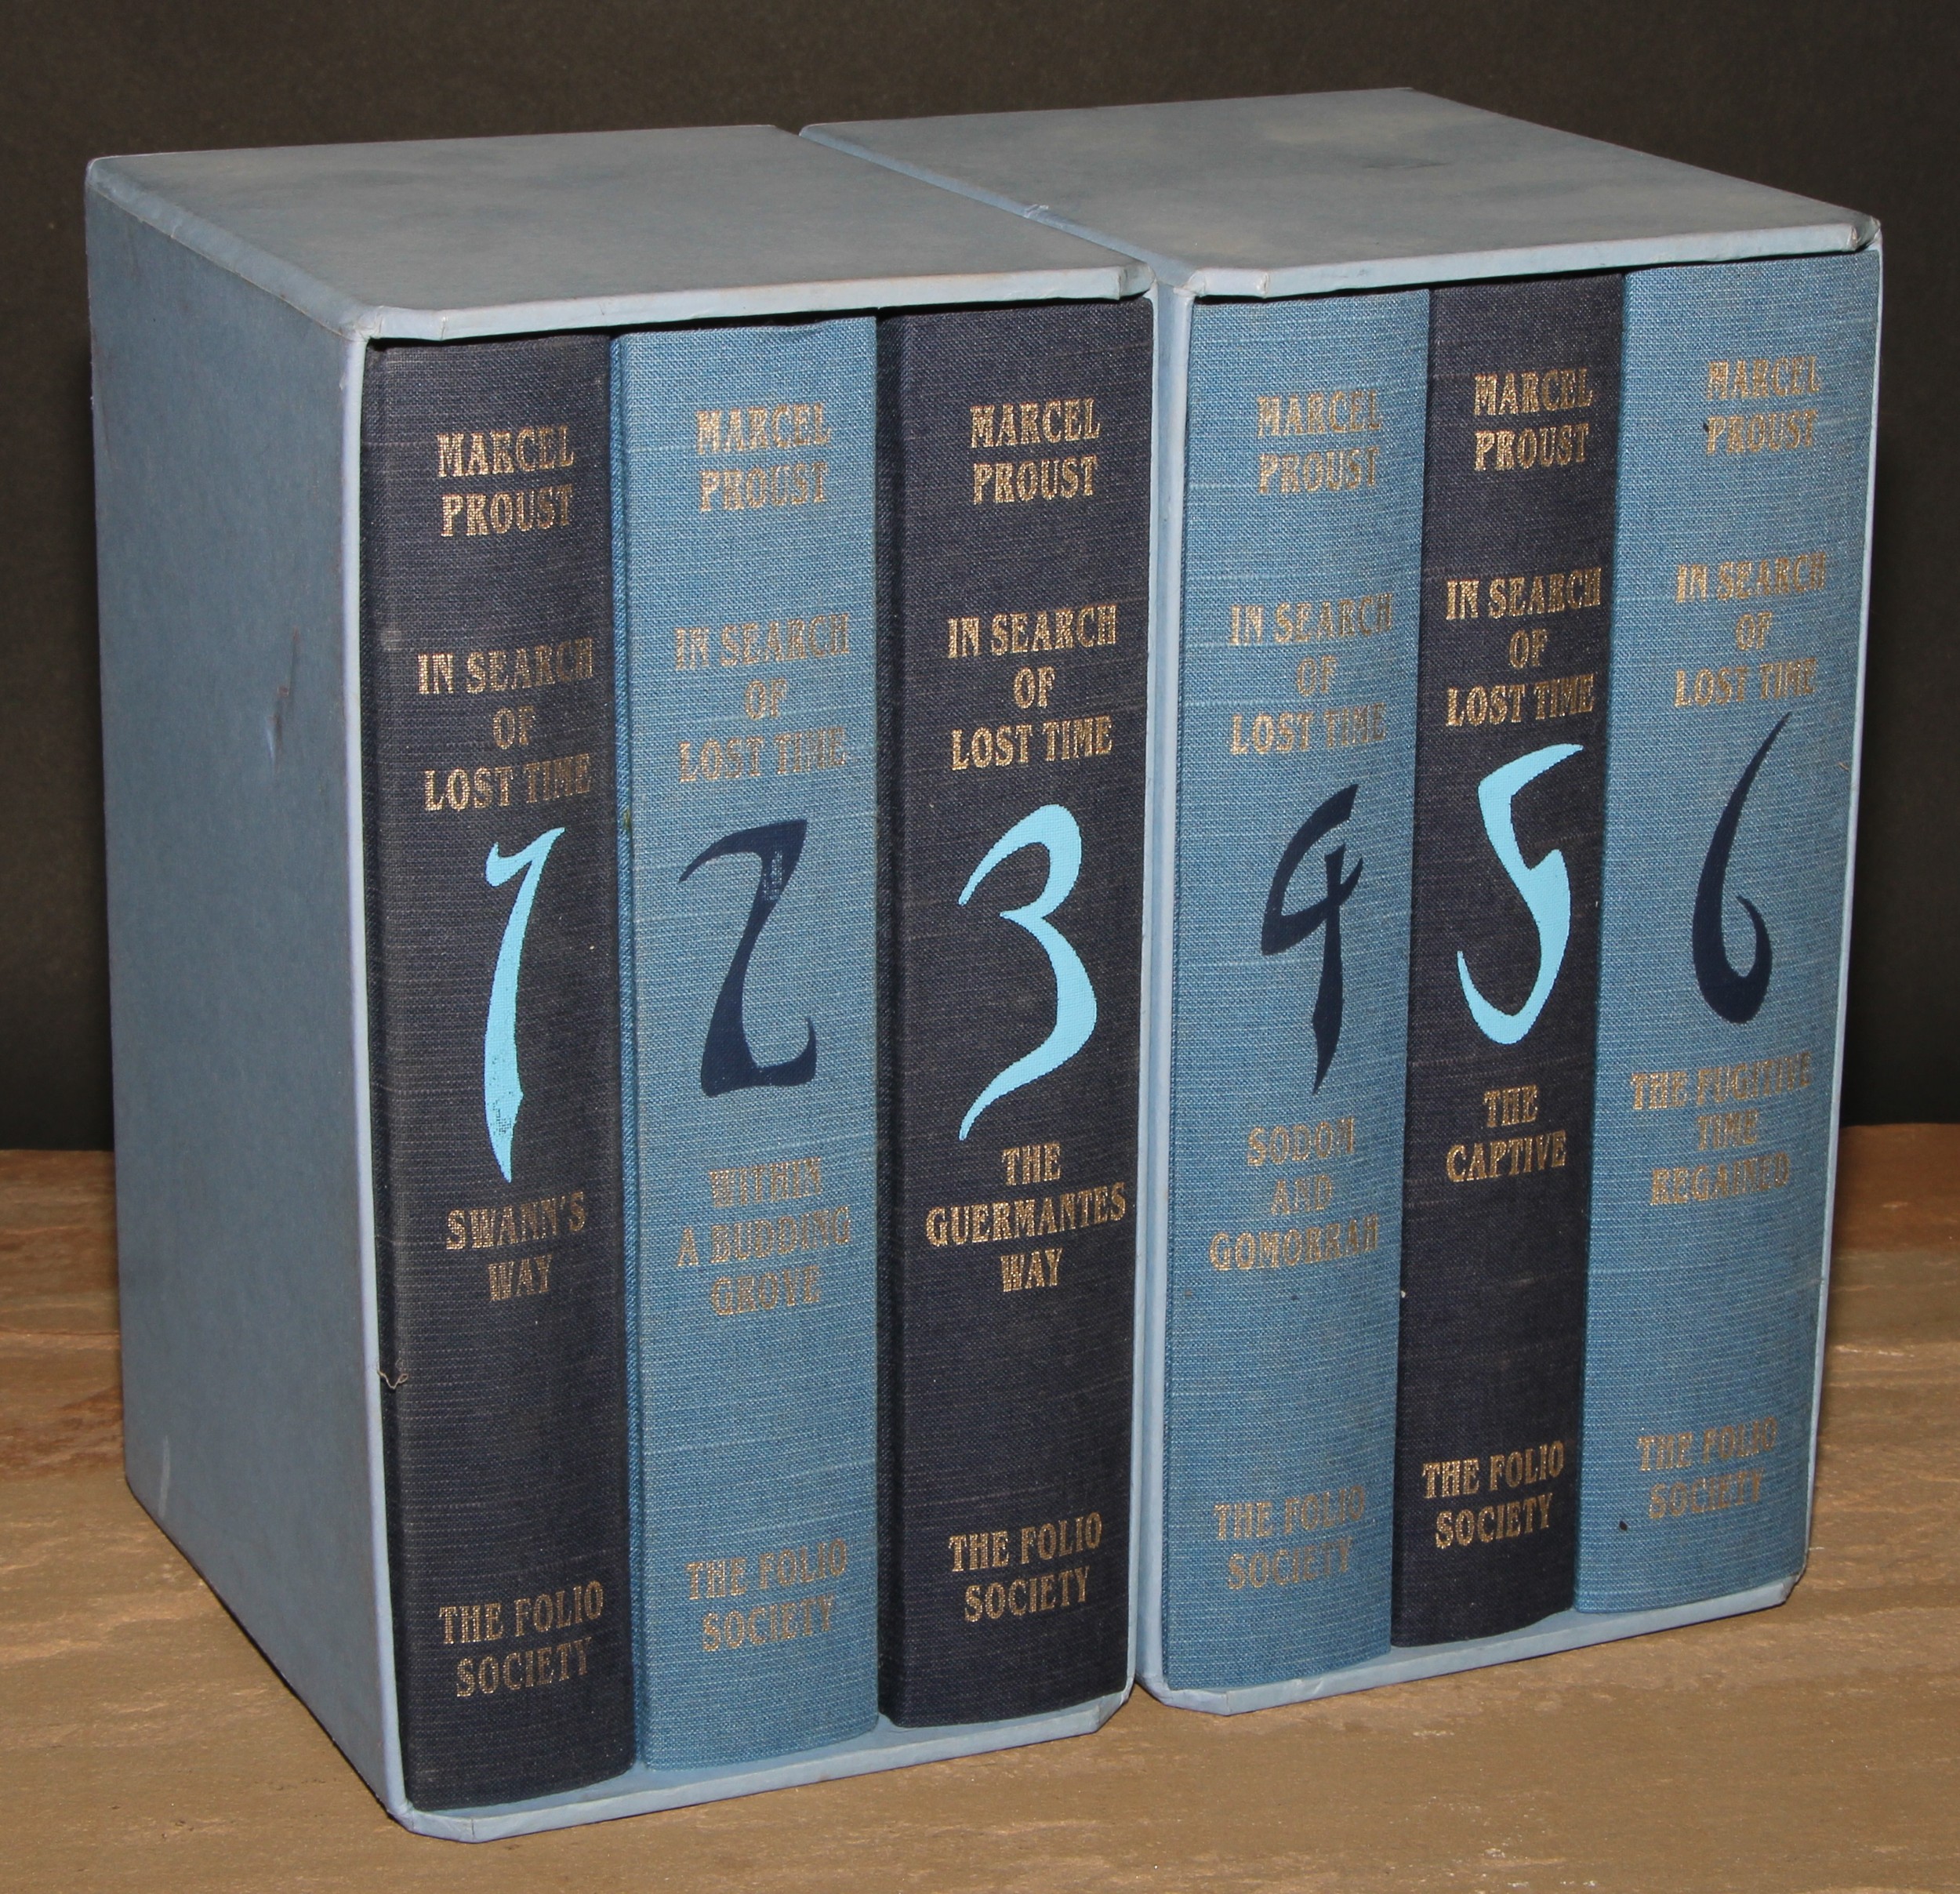 MARCEL
PROUST
IN SEARCH
OF
LOST TIME
1
SWANN'S
WAY
THE FOLIO
SOCIETY
MARCEL
PROUST
IN SEARCH
OF
LOST TIME
2
WITHIN
A BUDDING
GROVE
THE FOLIO
SOCIETY
MARCEL
PROUST
IN SEARCH
OF
LOST TIME
3
THE
GUERMANTES
WAY
THE FOLIO
SOCIETY
MARCEL
PROUST
IN SEARCH
OF
LOST TIME
4
SODOM
AND
GOMORRAH
THE FOLIO
SOCIETY
MARCEL
PROUST
IN SEARCH
OF
LOST TIME
5
THE
CAPTIVE
THE FOLIO
SOCIETY
MARCEL
PROUST
IN SEARCH
OF
LOST TIME
6
THE FUGITIVE
TIME
REGAINED
THE FOLIO
SOCIETY